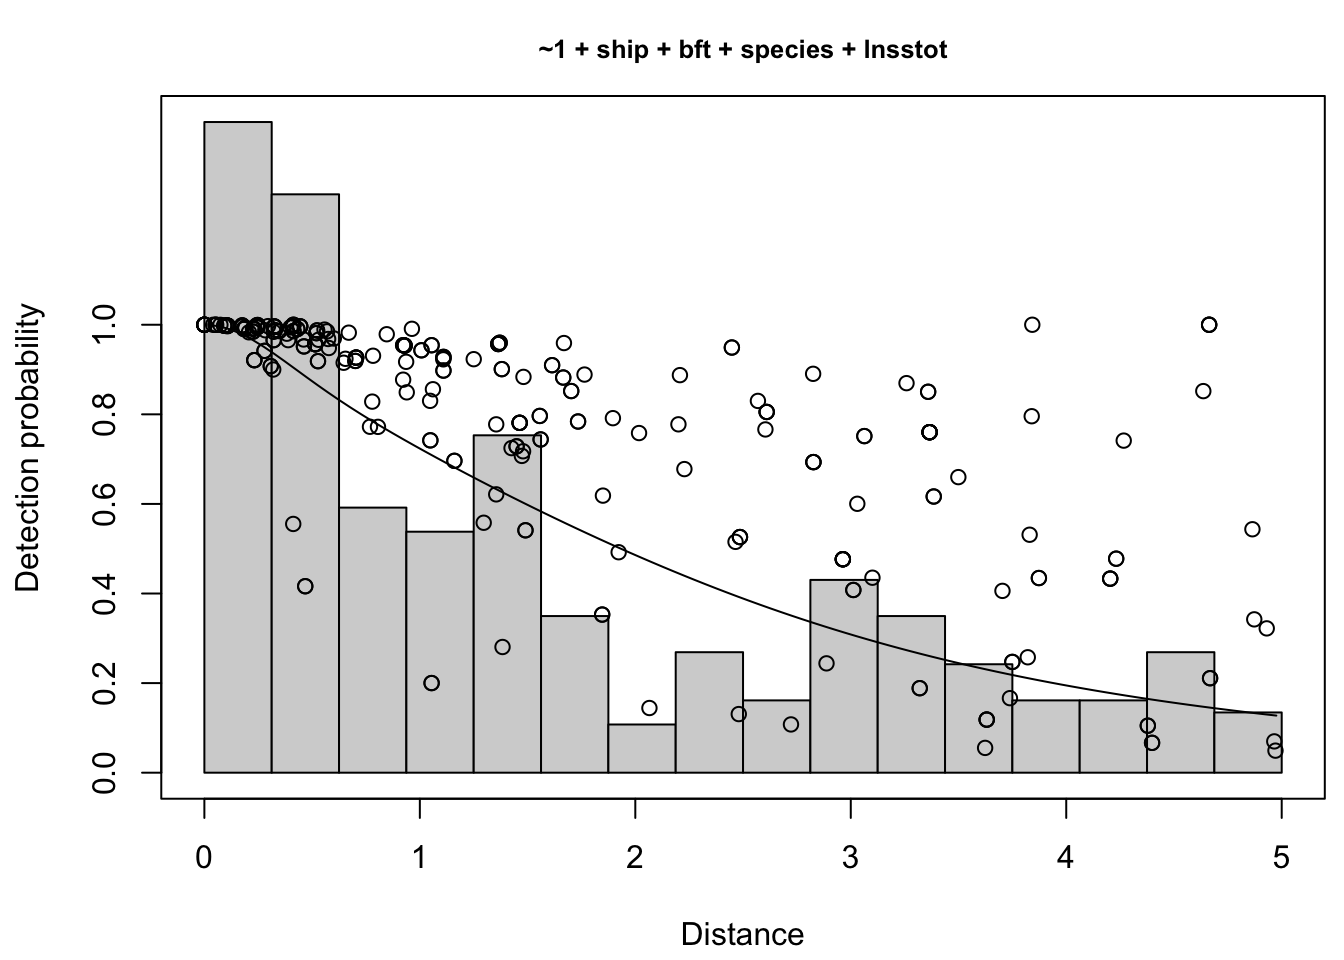 ~1 + ship + bft + species + lnsstot
Detection probability
1.0
0.8
0.6
0.4
0.2
0.0
0 1 2 3 4 5
Distance